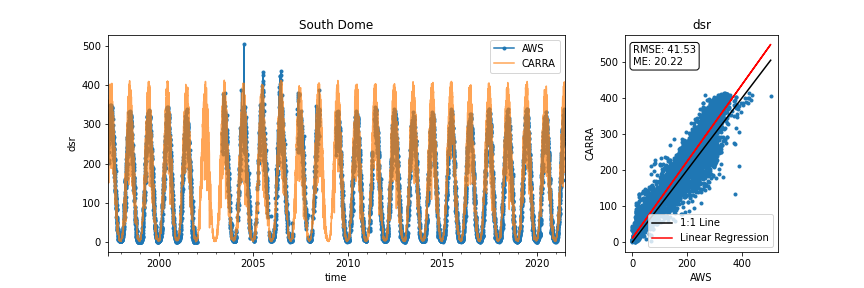 South Dome
dsr
500
400
300
200
100
0
dsr
AWS
CARRA
2000
2005
2010
2015
2020
time
dsr
RMSE: 41.53
ME: 20.22
500
400
300
200
100
0
CARRA
1:1 Line
Linear Regression
0
200
400
AWS